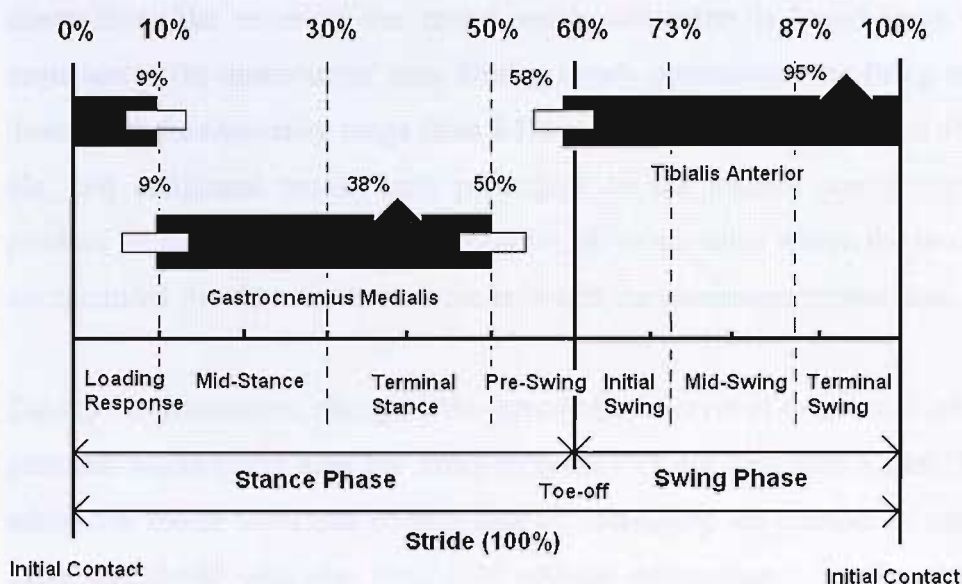 0% 10% 30% 50% 60% 73% 87% 100%
9% 58% 95%
Tibialis Anterior
9% 38% 50%
Gastrocnemius Medialis
Loading Response
Mid-Stance
Terminal Stance
Pre-Swing
Initial Swing
Mid-Swing
Terminal Swing
Stance Phase
Toe-off
Swing Phase
Stride (100%)
Initial Contact
Initial Contact